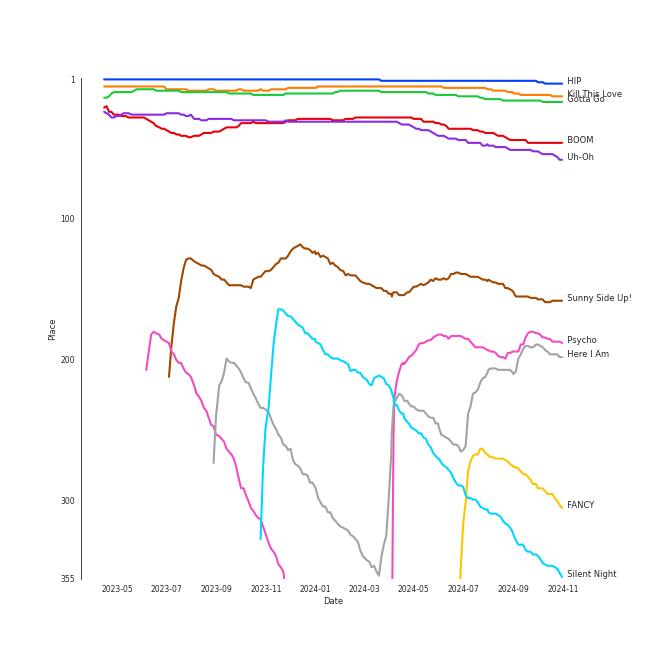 1
100
200
300
355
Place
2023-05
2023-07
2023-09
2023-11
2024-01
2024-03
2024-05
2024-07
2024-09
2024-11
Date
HIP
Kill This Love
Gotta Go
BOOM
Uh-Oh
Sunny Side Up!
Psycho
Here I Am
FANCY
Silent Night